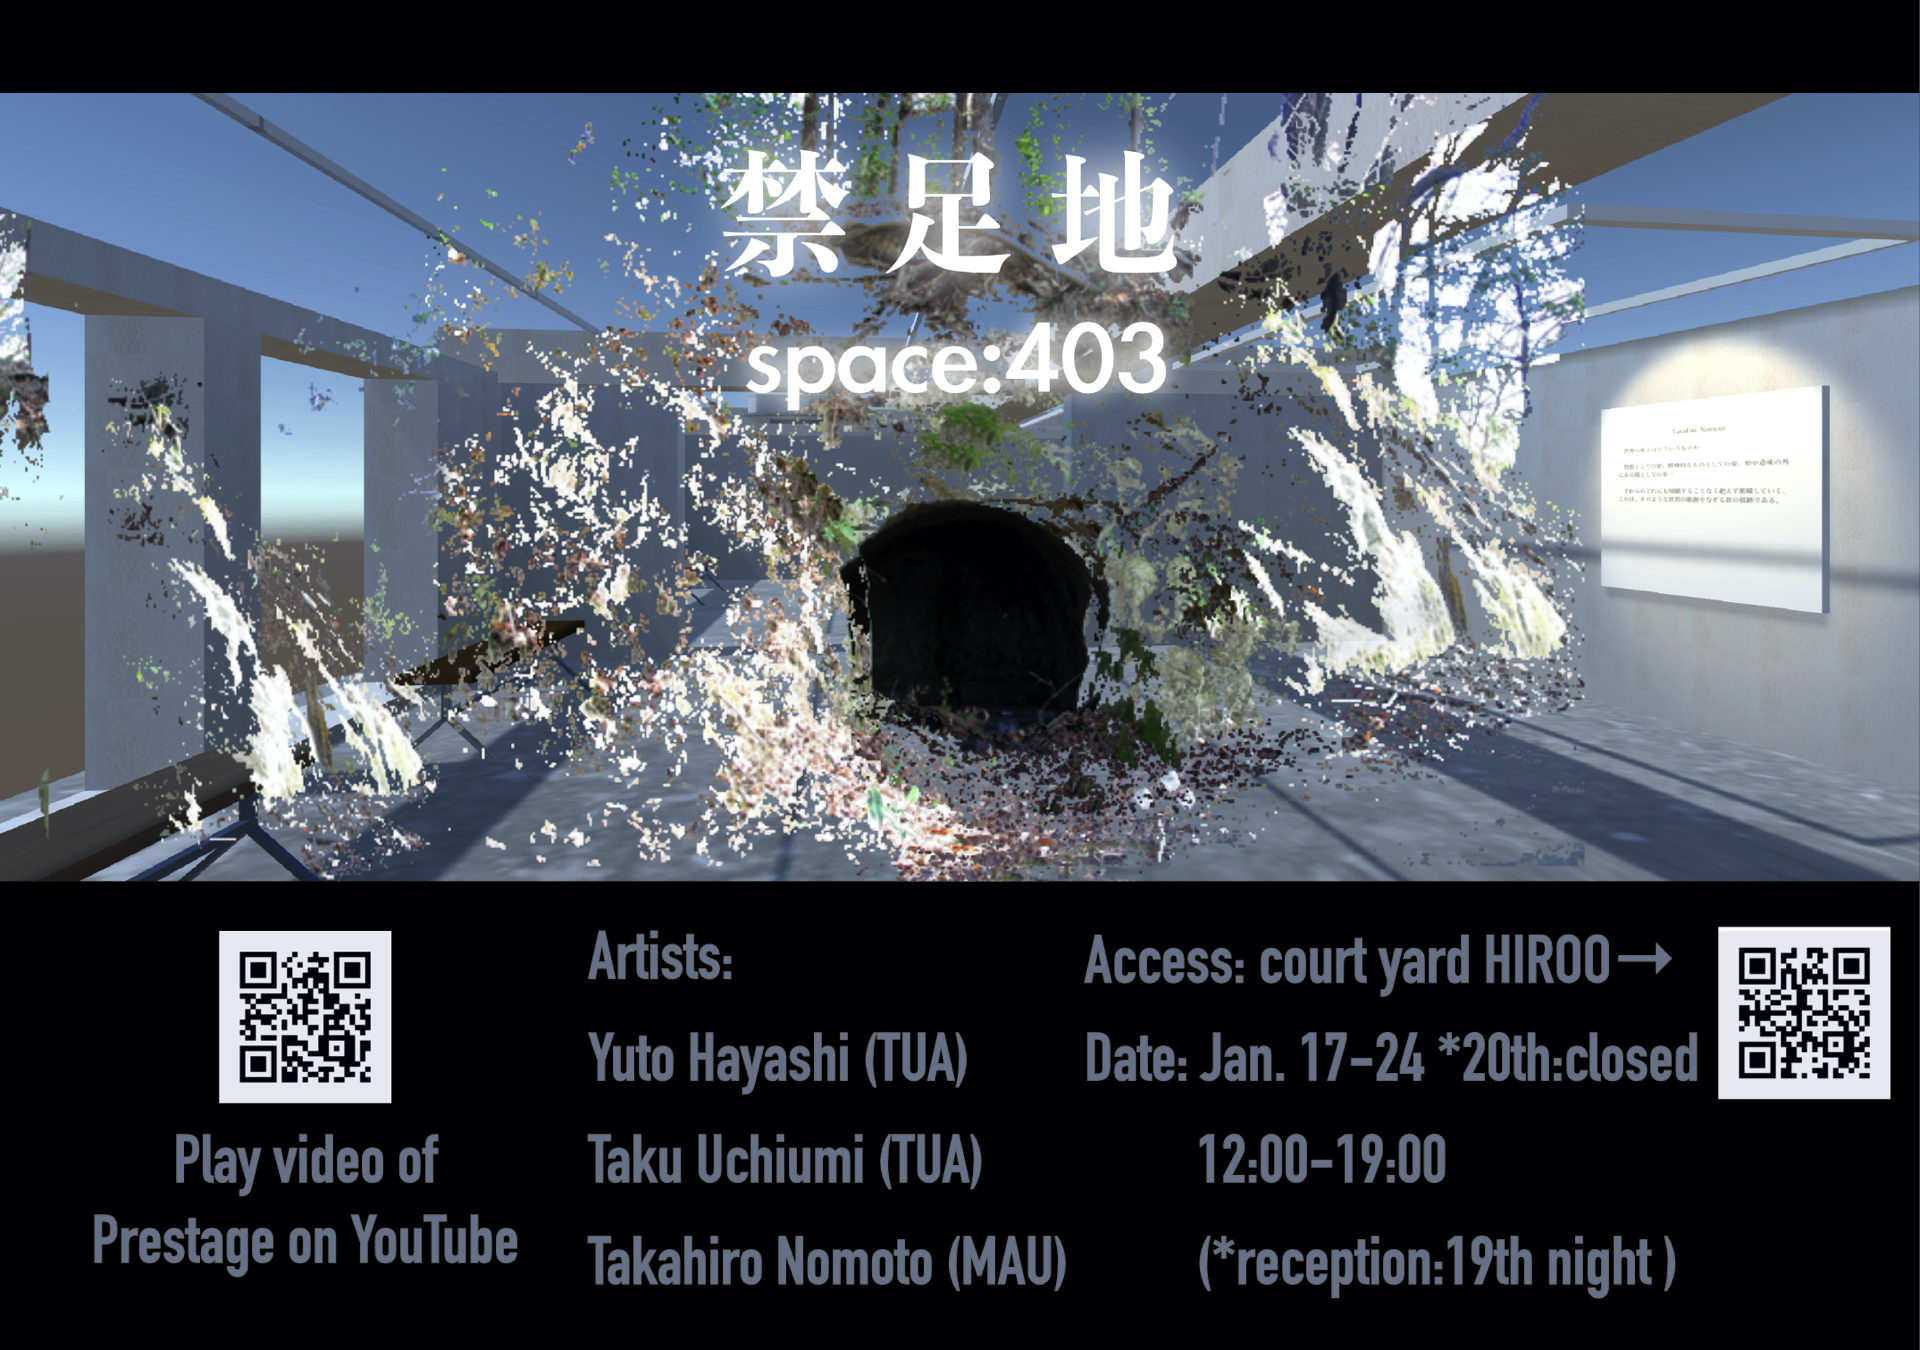 禁足地
space:403
Takahiro Nomoto
Artists:
Yuto Hayashi (TUA)
Taku Uchiumi (TUA)
Takahiro Nomoto (MAU)
Access: court yard HIROO→
Date: Jan. 17-24 *20th:closed
12:00-19:00
(*reception:19th night )
Play video of
Prestage on YouTube